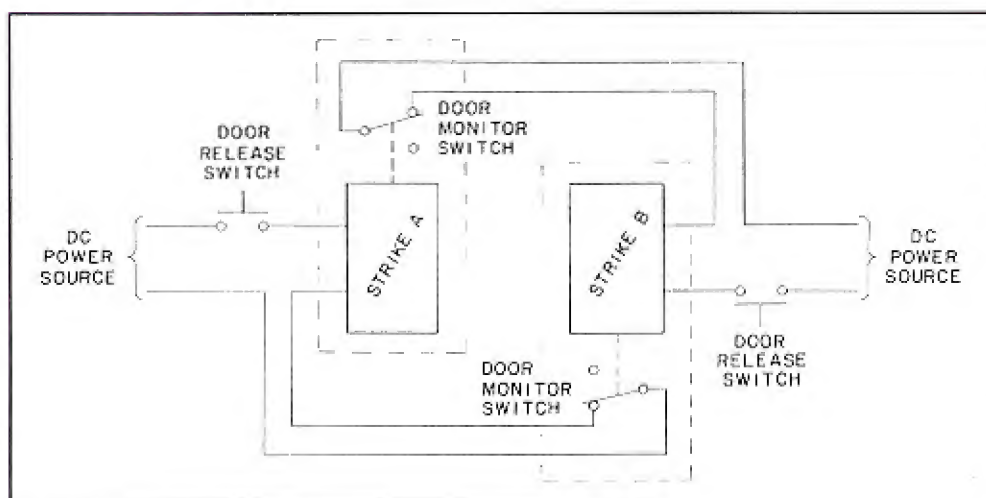 DOOR
MONITOR
SWITCH
DOOR
RELEASE
SWITCH
DC
POWER
SOURCE
STRIKE A
STRIKE B
DC
POWER
SOURCE
DOOR
MONITOR
SWITCH
DOOR
RELEASE
SWITCH